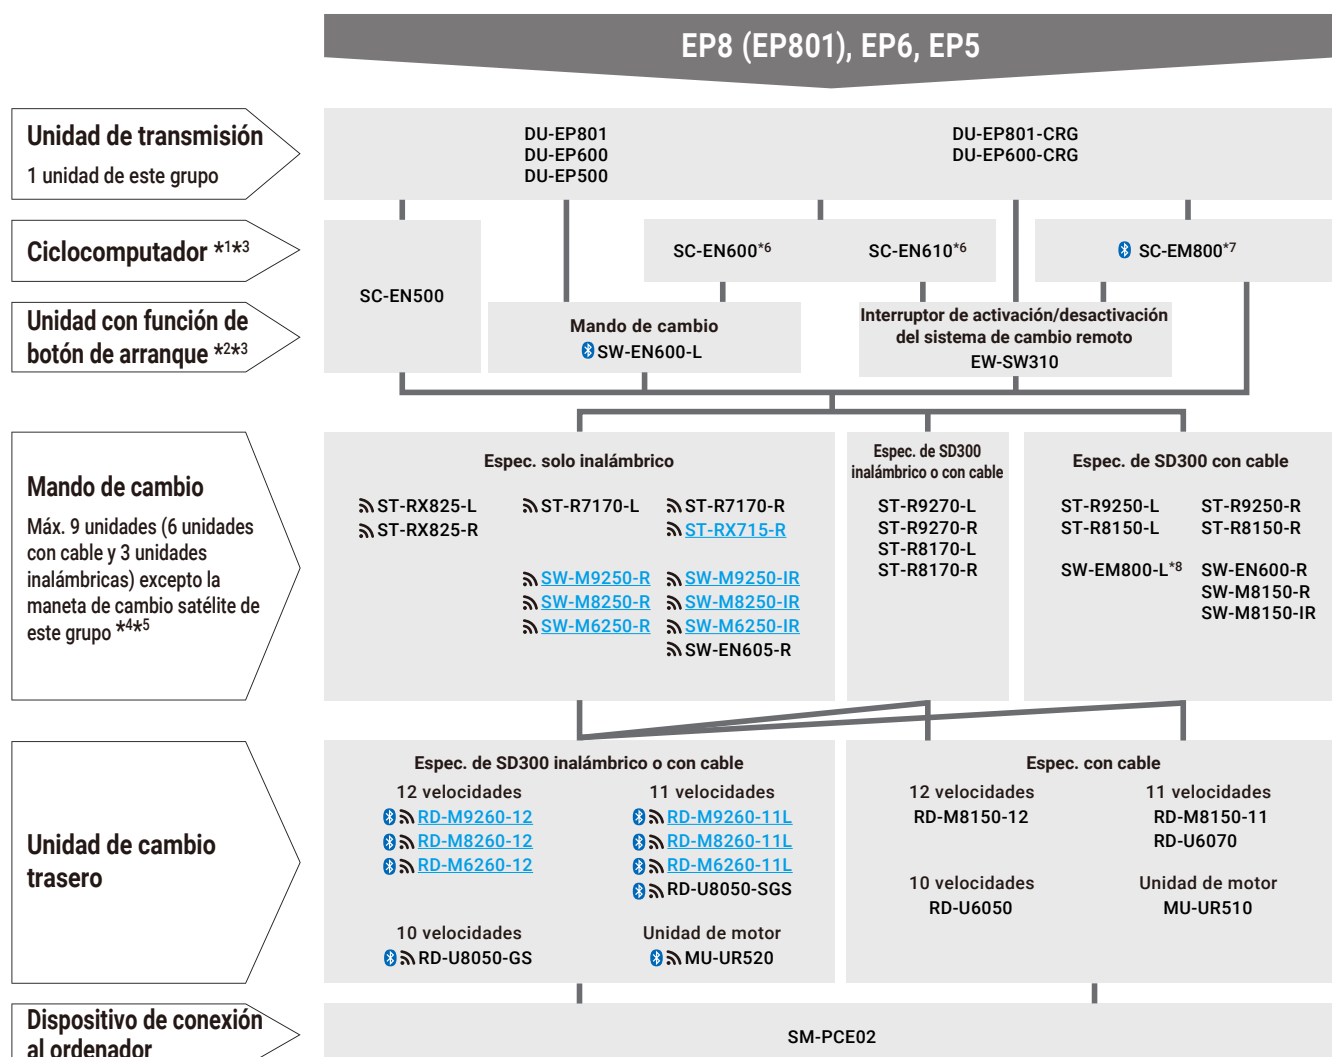 EP8 (EP801), EP6, EP5
Unidad de transmisión
1 unidad de este grupo
DU-EP801
DU-EP600
DU-EP500
DU-EP801-CRG
DU-EP600-CRG
Ciclocomputador *1*3
SC-EN500
SC-EN600*6
SC-EN610*6
SC-EM800*7
Unidad con función de
botón de arranque *2*3
Mando de cambio
SW-EN600-L
Interruptor de activación/desactivación
del sistema de cambio remoto
EW-SW310
Mando de cambio
Máx. 9 unidades (6 unidades
con cable y 3 unidades
inalámbricas) excepto la
maneta de cambio satélite de
este grupo *4*5
Espec. solo inalámbrico
ST-RX825-L
ST-RX825-R
ST-R7170-L
ST-R7170-R
ST-RX715-R
SW-M9250-R
SW-M8250-R
SW-M6250-R
SW-M9250-IR
SW-M8250-IR
SW-M6250-IR
SW-EN605-R
Espec. de SD300
inalámbrico o con cable
ST-R9270-L
ST-R9270-R
ST-R8170-L
ST-R8170-R
Espec. de SD300 con cable
ST-R9250-L
ST-R8150-L
SW-EM800-L*8
ST-R9250-R
ST-R8150-R
SW-EN600-R
SW-M8150-R
SW-M8150-IR
Unidad de cambio
trasero
Espec. de SD300 inalámbrico o con cable
12 velocidades
RD-M9260-12
RD-M8260-12
RD-M6260-12
11 velocidades
RD-M9260-11L
RD-M8260-11L
RD-M6260-11L
RD-U8050-SGS
10 velocidades
RD-U8050-GS
Unidad de motor
MU-UR520
Espec. con cable
12 velocidades
RD-M8150-12
11 velocidades
RD-M8150-11
RD-U6070
10 velocidades
RD-U6050
Unidad de motor
MU-UR510
Dispositivo de conexión
al ordenador
SM-PCE02